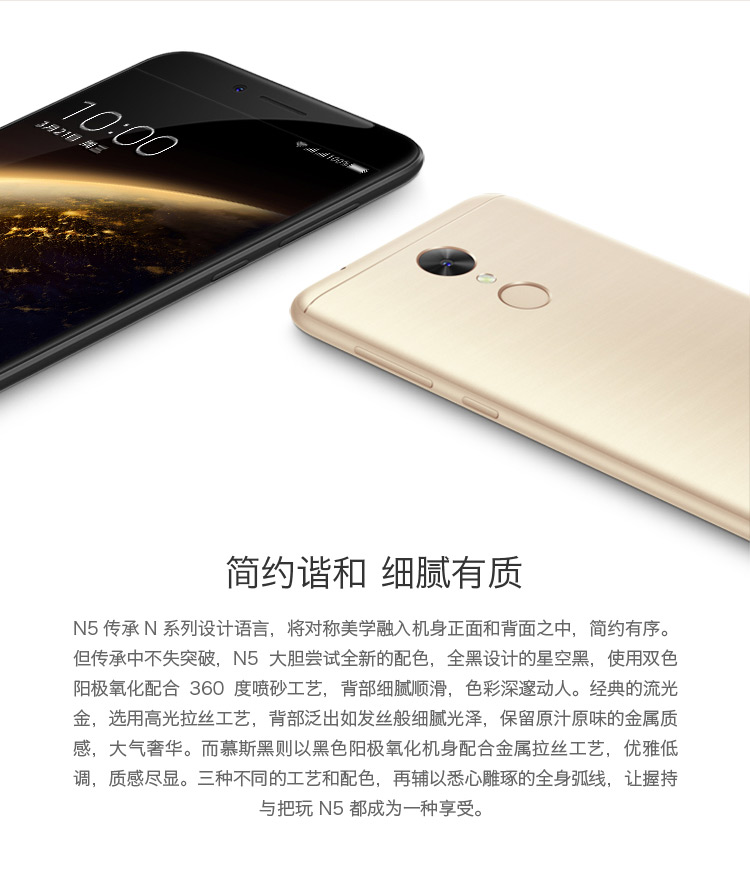 10:00
3月21日 周三
100%
简约谐和 细腻有质
N5 传承 N 系列设计语言，将对称美学融入机身正面和背面之中，简约有序。
但传承中不失突破，N5 大胆尝试全新的配色，全黑设计的星空黑，使用双色
阳极氧化配合 360 度喷砂工艺，背部细腻顺滑，色彩深邃动人。经典的流光
金，选用高光拉丝工艺，背部泛出如发丝般细腻光泽，保留原汁原味的金属质
感，大气奢华。而慕斯黑则以黑色阳极氧化机身配合金属拉丝工艺，优雅低
调，质感尽显。三种不同的工艺和配色，再辅以悉心雕琢的全身弧线，让握持
与把玩 N5 都成为一种享受。